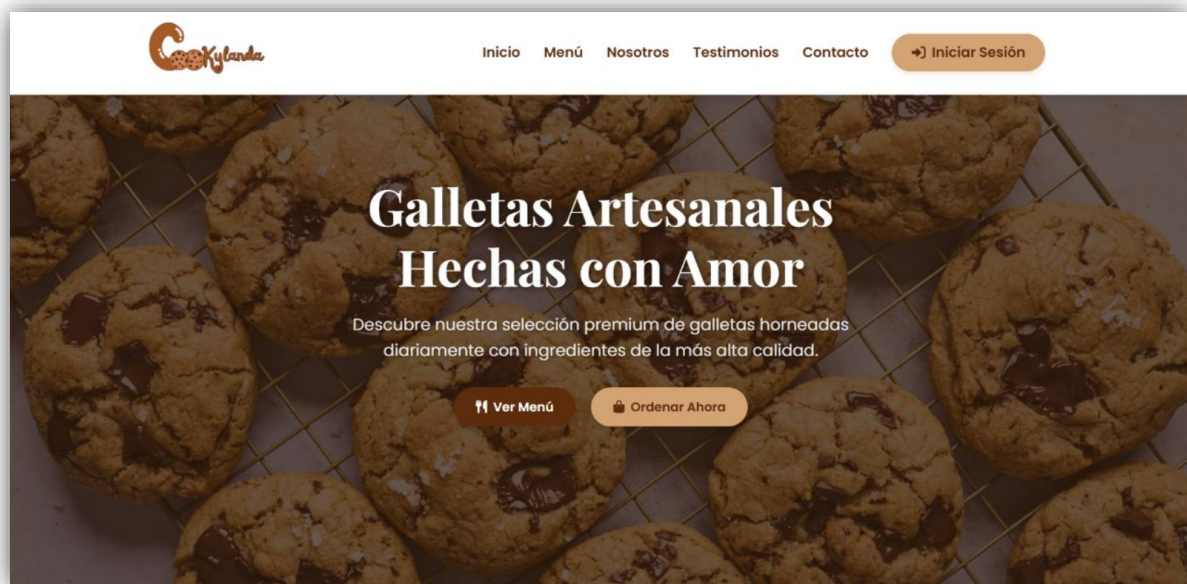 Cookylanda
Inicio Menú Nosotros Testimonios Contacto Iniciar Sesión
Galletas Artesanales
Hechas con Amor
Descubre nuestra selección premium de galletas horneadas
diariamente con ingredientes de la más alta calidad.
Ver Menú Ordenar Ahora